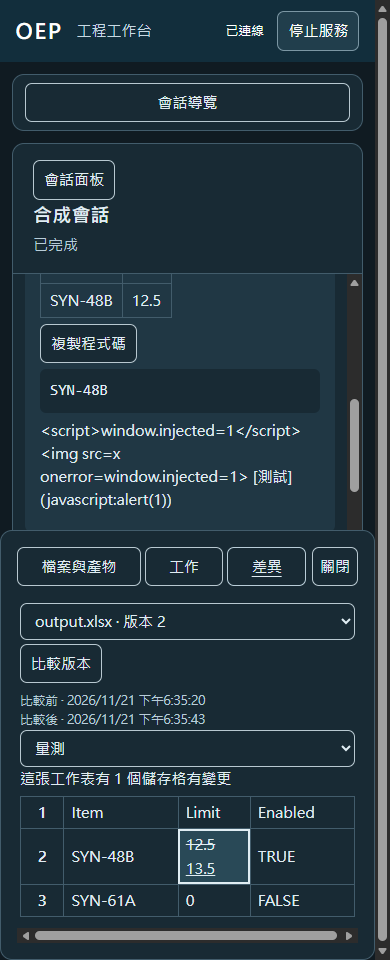 OEP 工程工作台 已連線 停止服務
會話導覽
會話面板
合成會話
已完成
SYN-48B 12.5
複製程式碼
SYN-48B
<script>window.injected=1</script>
<img src=x
onerror=window.injected=1> [測試]
(javascript:alert(1))
檔案與產物 工作 差異 關閉
output.xlsx · 版本 2
比較版本
比較前 · 2026/11/21 下午6:35:20
比較後 · 2026/11/21 下午6:35:43
量測
這張工作表有 1 個儲存格有變更
1 Item Limit Enabled
2 SYN-48B 12.5 TRUE
13.5
3 SYN-61A 0 FALSE